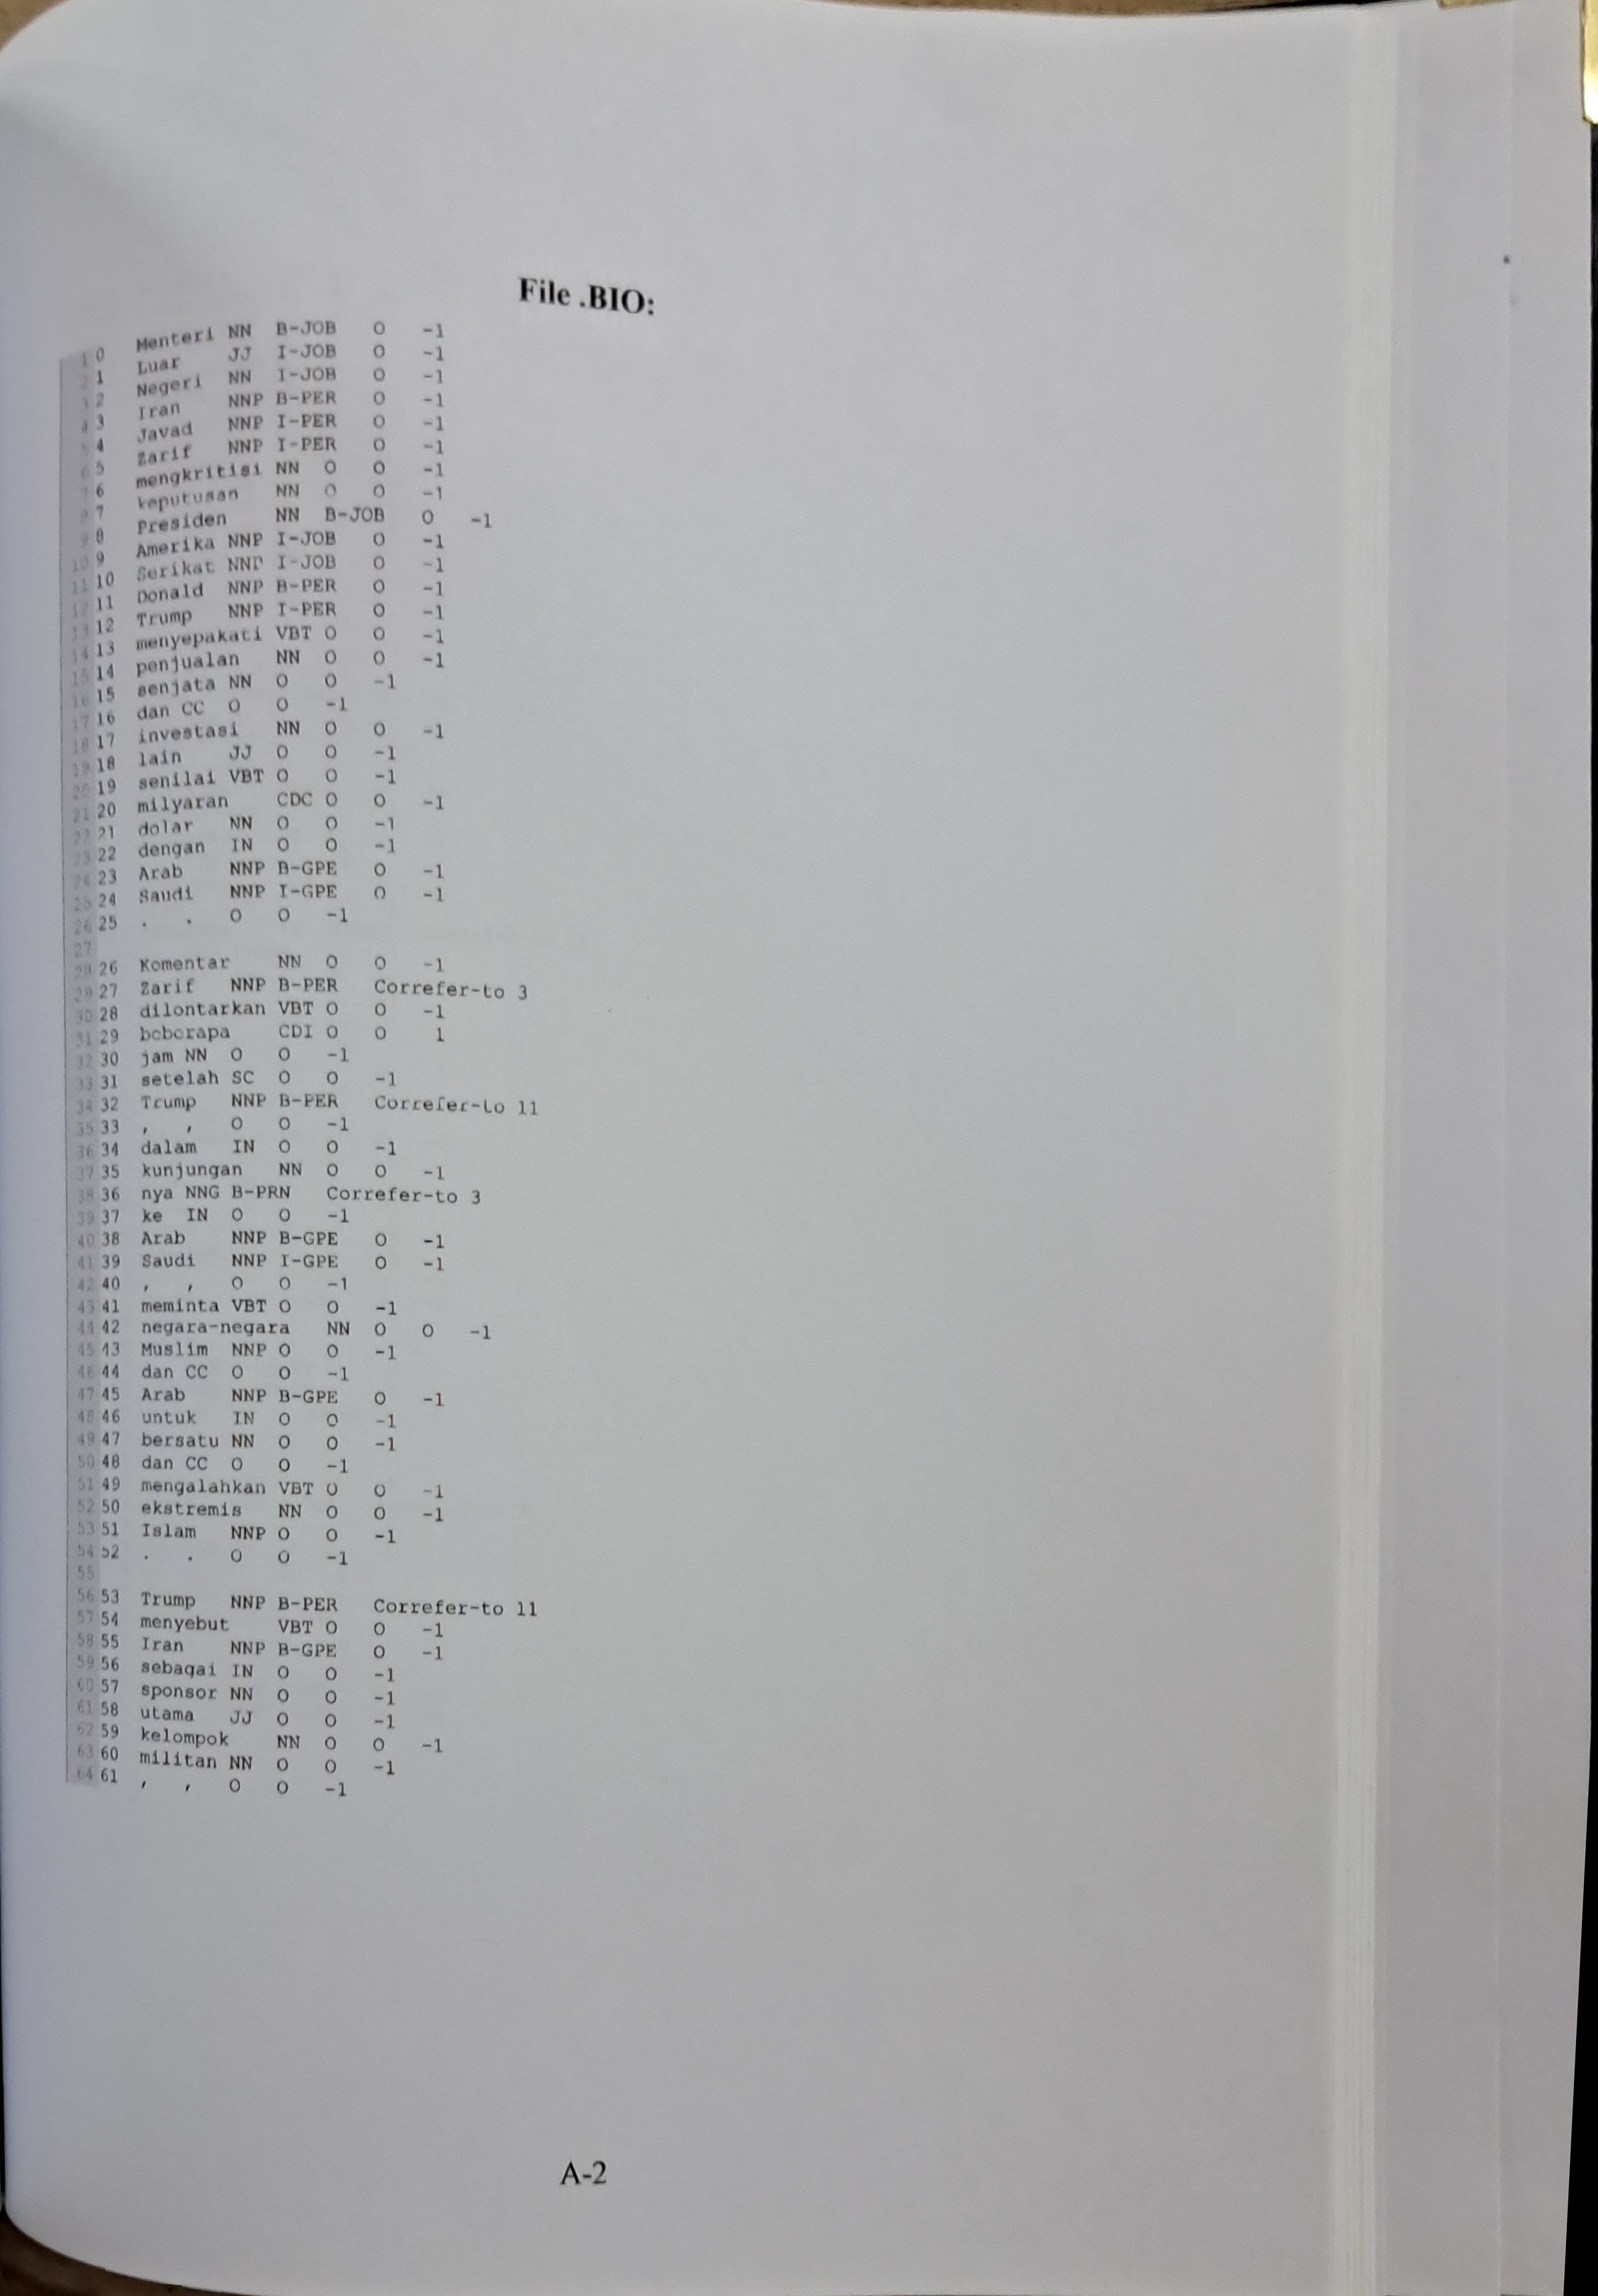 File .BIO:
1 0 Menteri NN B-JOB O -1
2 1 Luar JJ I-JOB O -1
3 2 Negeri NN I-JOB O -1
4 3 Iran NNP B-PER O -1
5 4 Javad NNP I-PER O -1
6 5 Zarif NNP I-PER O -1
7 6 mengkritisi NN O O -1
8 7 keputusan NN O O -1
9 8 Presiden NN B-JOB O -1
10 9 Amerika NNP I-JOB O -1
11 10 Serikat NNP I-JOB O -1
12 11 Donald NNP B-PER O -1
13 12 Trump NNP I-PER O -1
14 13 menyepakati VBT O O -1
15 14 penjualan NN O O -1
16 15 senjata NN O O -1
17 16 dan CC O O -1
18 17 investasi NN O O -1
19 18 lain JJ O O -1
20 19 senilai VBT O O -1
21 20 milyaran CDC O O -1
22 21 dolar NN O O -1
23 22 dengan IN O O -1
24 23 Arab NNP B-GPE O -1
25 24 Saudi NNP I-GPE O -1
26 25 . . O O -1
27
28 26 Komentar NN O O -1
29 27 Zarif NNP B-PER Correfer-to 3
30 28 dilontarkan VBT O O -1
31 29 beberapa CDI O O 1
32 30 jam NN O O -1
33 31 setelah SC O O -1
34 32 Trump NNP B-PER Correfer-to 11
35 33 , , O O -1
36 34 dalam IN O O -1
37 35 kunjungan NN O O -1
38 36 nya NNG B-PRN Correfer-to 3
39 37 ke IN O O -1
40 38 Arab NNP B-GPE O -1
41 39 Saudi NNP I-GPE O -1
42 40 , , O O -1
43 41 meminta VBT O O -1
44 42 negara-negara NN O O -1
45 43 Muslim NNP O O -1
46 44 dan CC O O -1
47 45 Arab NNP B-GPE O -1
48 46 untuk IN O O -1
49 47 bersatu NN O O -1
50 48 dan CC O O -1
51 49 mengalahkan VBT O O -1
52 50 ekstremis NN O O -1
53 51 Islam NNP O O -1
54 52 . . O O -1
55
56 53 Trump NNP B-PER Correfer-to 11
57 54 menyebut VBT O O -1
58 55 Iran NNP B-GPE O -1
59 56 sebagai IN O O -1
60 57 sponsor NN O O -1
61 58 utama JJ O O -1
62 59 kelompok NN O O -1
63 60 militan NN O O -1
64 61 , , O O -1
A-2